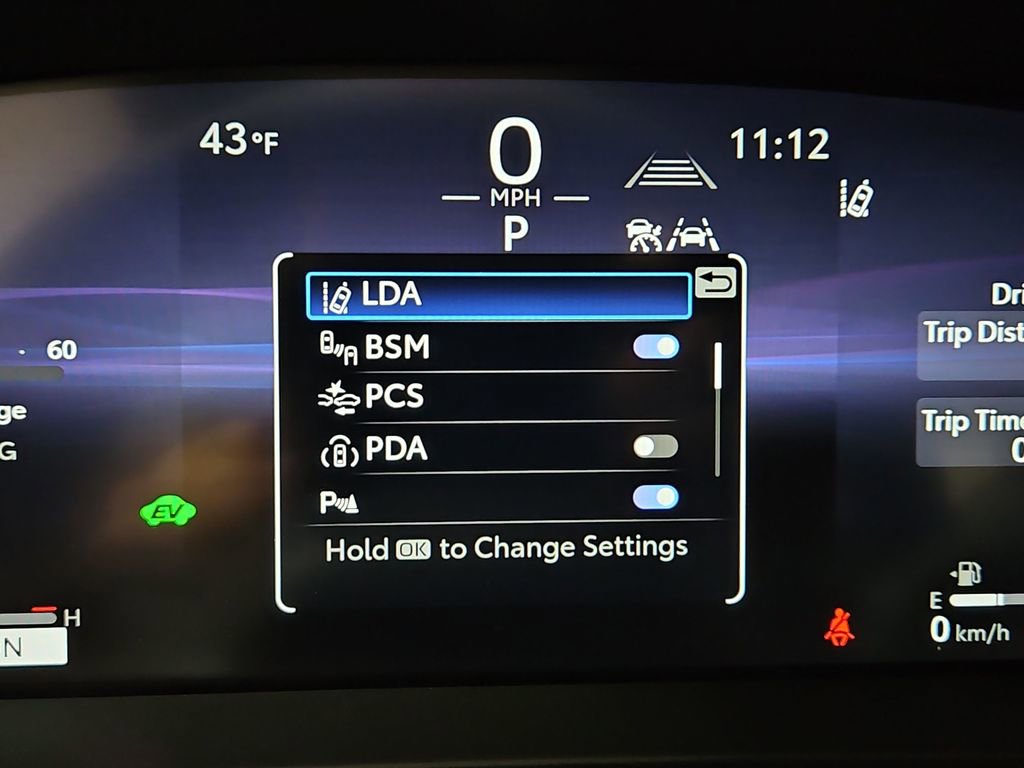 43°F
0
11:12
MPH
P
LDA
BSM
PCS
PDA
P
Hold OK to Change Settings
60
ge
G
EV
H
N
Dri
Trip Dist
Trip Time
0
E
0 km/h